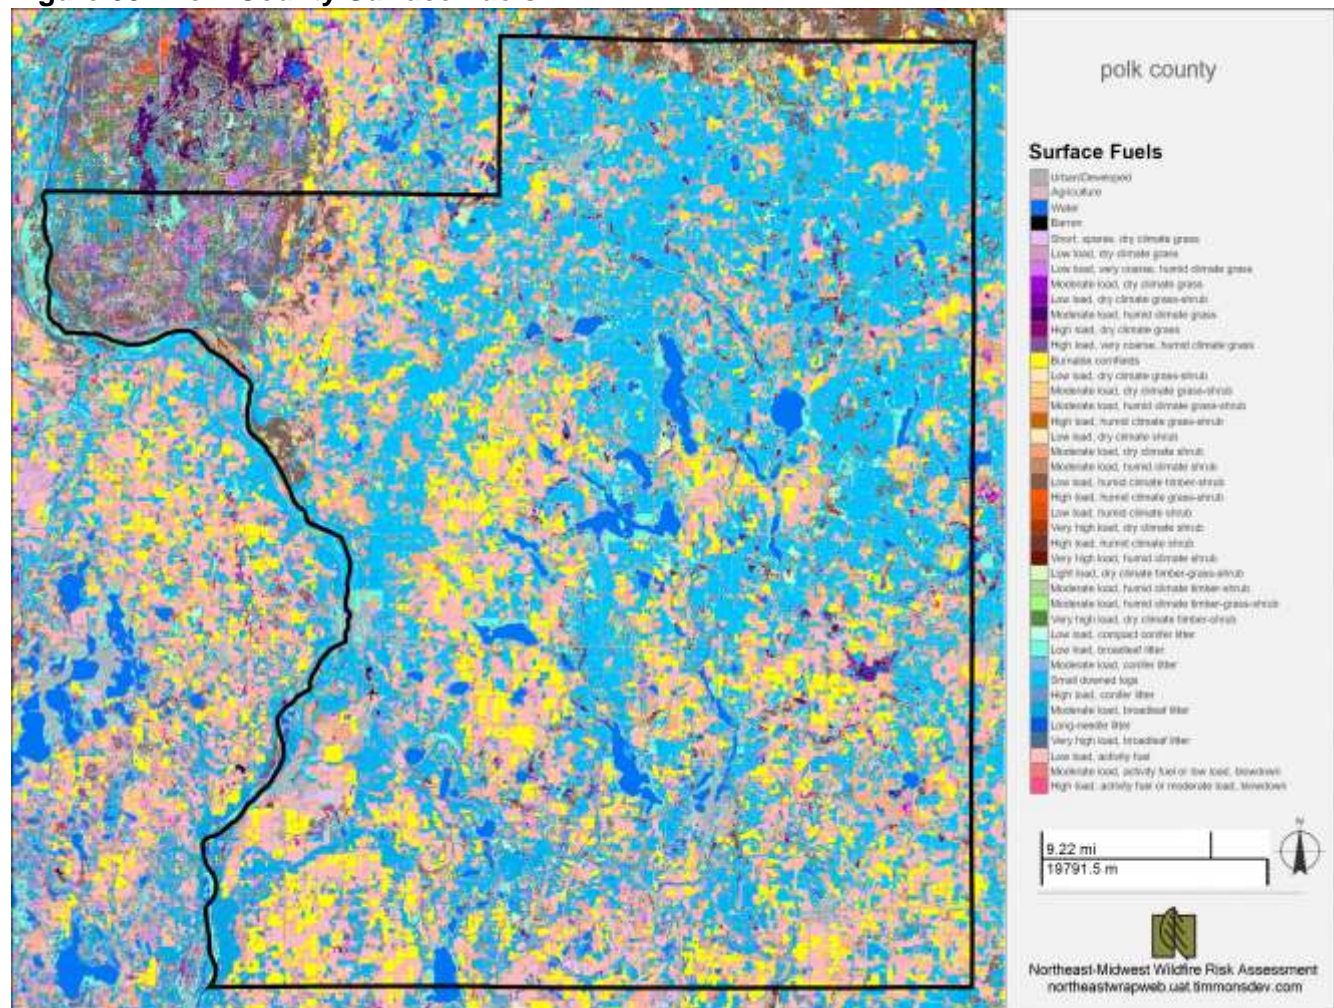 polk county
Surface Fuels
Urban/Developed
Agriculture
Water
Barren
Short, sparse, dry climate grass
Low load, dry climate grass
Low load, very coarse, humid climate grass
Moderate load, dry climate grass
Low load, dry climate grass-shrub
Moderate load, humid climate grass
High load, dry climate grass
High load, very coarse, humid climate grass
Burnable cornfields
Low load, dry climate grass-shrub
Moderate load, dry climate grass-shrub
Moderate load, humid climate grass-shrub
High load, humid climate grass-shrub
Low load, dry climate shrub
Moderate load, dry climate shrub
Moderate load, humid climate shrub
Low load, humid climate timber-shrub
High load, humid climate grass-shrub
Low load, humid climate shrub
Very high load, dry climate shrub
High load, humid climate shrub
Very high load, humid climate shrub
Light load, dry climate timber-grass-shrub
Moderate load, humid climate timber-shrub
Moderate load, humid climate timber-grass-shrub
Very high load, dry climate timber-shrub
Low load, compact conifer litter
Low load, broadleaf litter
Moderate load, conifer litter
Small downed logs
High load, conifer litter
Moderate load, broadleaf litter
Long-needle litter
Very high load, broadleaf litter
Low load, activity fuel
Moderate load, activity fuel or low load, blowdown
High load, activity fuel or moderate load, blowdown
N
9.22 mi
19791.5 m
Northeast-Midwest Wildfire Risk Assessment
northeastwrapweb.uat.timmonsdev.com